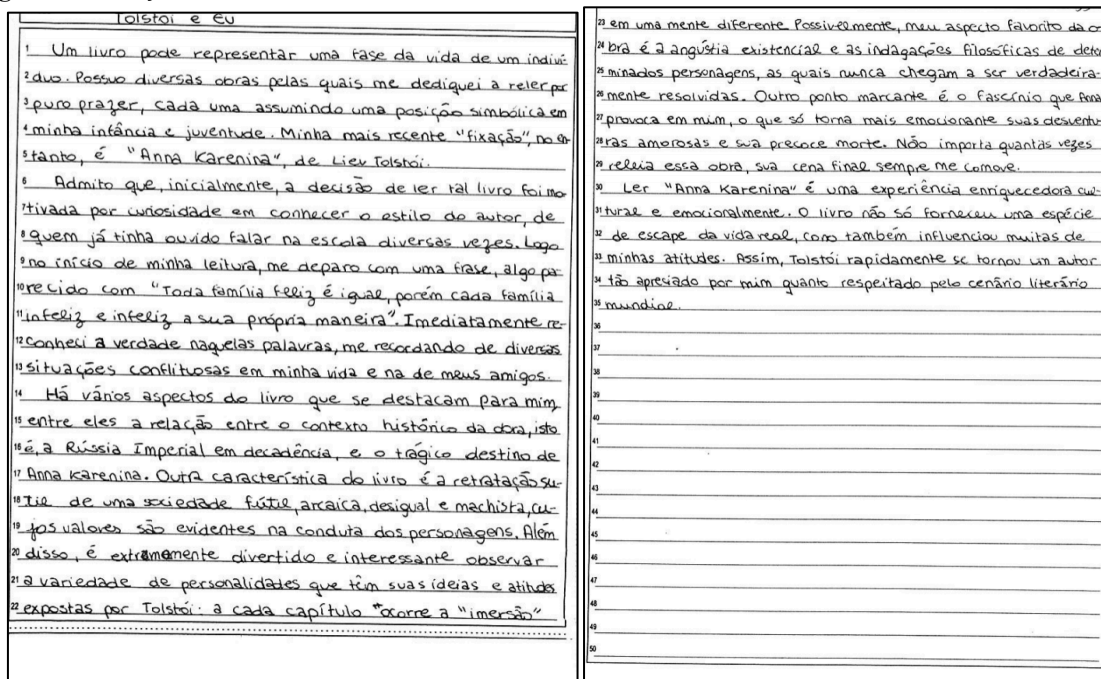 Tolstói e Eu
1 Um livro pode representar uma fase da vida de um indiví-
2 duo. Possuo diversas obras pelas quais me dediquei a reler por
3 puro prazer, cada uma assumindo uma posição simbólica em
4 minha infância e juventude. Minha mais recente "fixação", no en-
5 tanto, é "Anna Karenina", de Liev Tolstói.
6 Admito que, inicialmente, a decisão de ler tal livro foi mo-
7 tivada por curiosidade em conhecer o estilo do autor, de
8 quem já tinha ouvido falar na escola diversas vezes. Logo
9 no início de minha leitura, me deparo com uma frase, algo pa-
10 recido com "Toda família feliz é igual, porém cada família
11 infeliz e infeliz a sua própria maneira". Imediatamente re-
12 conheci a verdade naquelas palavras, me recordando de diversas
13 situações conflituosas em minha vida e na de meus amigos.
14 Há vários aspectos do livro que se destacam para mim,
15 entre eles a relação entre o contexto histórico da obra, isto
16 é, a Rússia Imperial em decadência, e o trágico destino de
17 Anna Karenina. Outra característica do livro é a retratação su-
18 til de uma sociedade fútil, arcaica, desigual e machista, cu-
19 jos valores são evidentes na conduta dos personagens. Além
20 disso, é extremamente divertido e interessante observar
21 a variedade de personalidades que têm suas ideias e atitudes
22 expostas por Tolstói: a cada capítulo ocorre a "imersão"
23 em uma mente diferente. Possivelmente, meu aspecto favorito da o-
24 bra é a angústia existencial e as indagações filosóficas de deter-
25 minados personagens, as quais nunca chegam a ser verdadeira-
26 mente resolvidas. Outro ponto marcante é o fascínio que Anna
27 provoca em mim, o que só torna mais emocionante suas desventu-
28 ras amorosas e sua precoce morte. Não importa quantas vezes
29 releia essa obra, sua cena final sempre me comove.
30 Ler "Anna Karenina" é uma experiência enriquecedora cul-
31 tural e emocionalmente. O livro não só forneceu uma espécie
32 de escape da vida real, como também influenciou muitas de
33 minhas atitudes. Assim, Tolstói rapidamente se tornou um autor
34 tão apresiado por mim quanto respeitado pelo cenário literário
35 mundial.
36
37
38
39
40
41
42
43
44
45
46
47
48
49
50